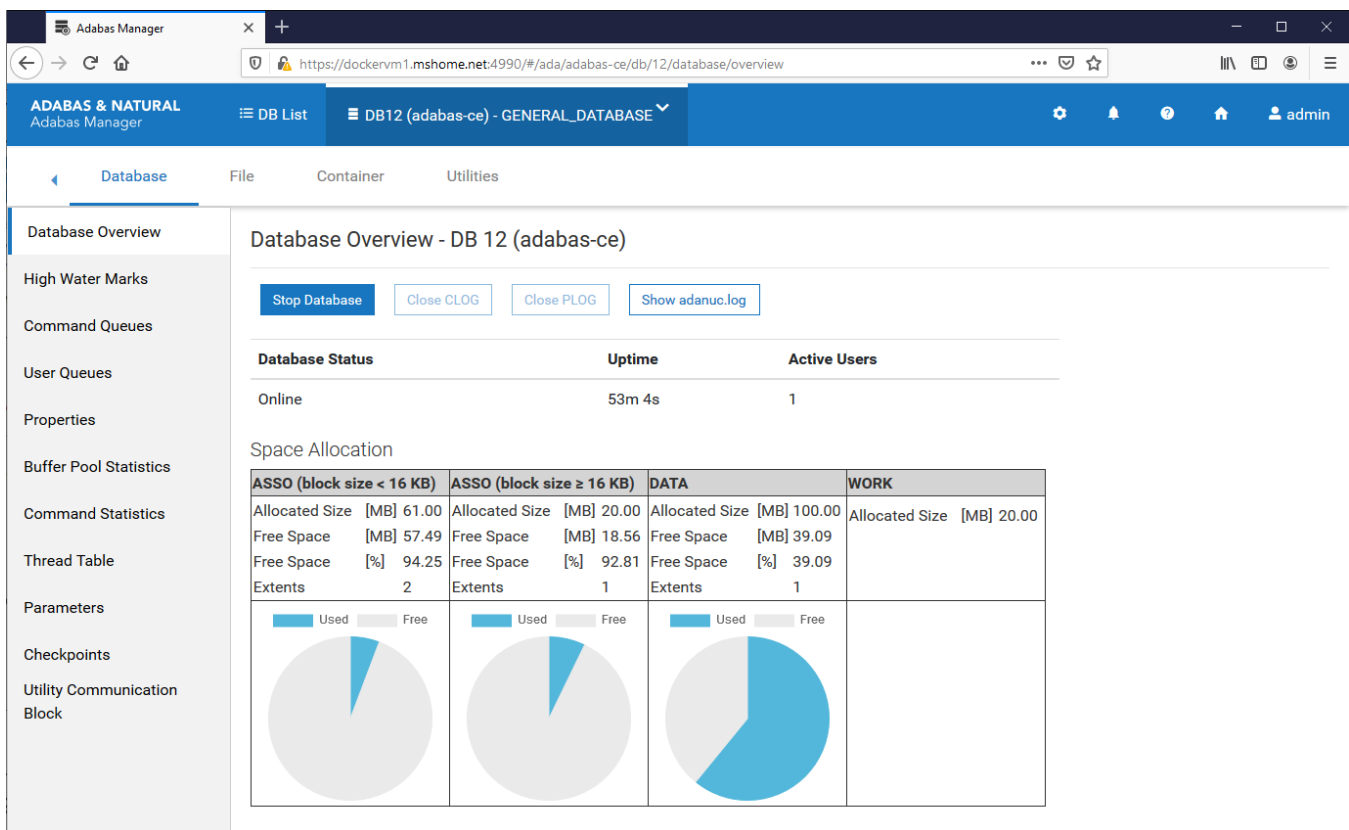 Adabas Manager
https://dockervm1.mshome.net:4990/#/ada/adabas-ce/db/12/database/overview
ADABAS & NATURAL
Adabas Manager
DB List
DB12 (adabas-ce) - GENERAL_DATABASE
admin
Database File Container Utilities
Database Overview
High Water Marks
Command Queues
User Queues
Properties
Buffer Pool Statistics
Command Statistics
Thread Table
Parameters
Checkpoints
Utility Communication
Block
Database Overview - DB 12 (adabas-ce)
Stop Database Close CLOG Close PLOG Show adanuc.log
Database Status Uptime Active Users
Online 53m 4s 1
Space Allocation
ASSO (block size < 16 KB) ASSO (block size ≥ 16 KB) DATA WORK
Allocated Size [MB] 61.00 Allocated Size [MB] 20.00 Allocated Size [MB] 100.00 Allocated Size [MB] 20.00
Free Space [MB] 57.49 Free Space [MB] 18.56 Free Space [MB] 39.09
Free Space [%] 94.25 Free Space [%] 92.81 Free Space [%] 39.09
Extents 2 Extents 1 Extents 1
Used Free Used Free Used Free